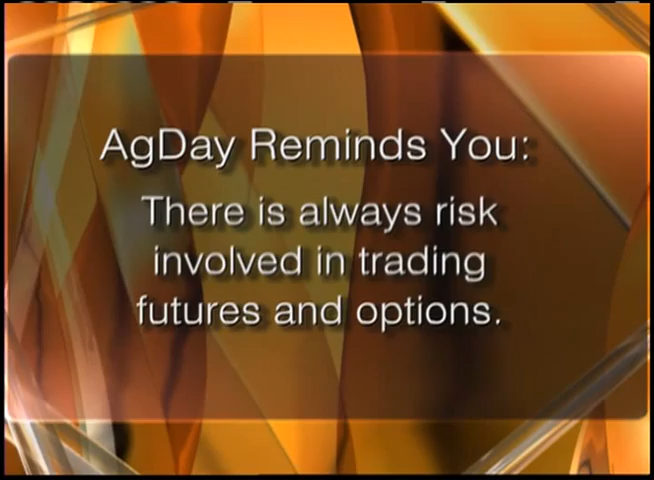 AgDay Reminds You:
There is always risk
involved in trading
futures and options.